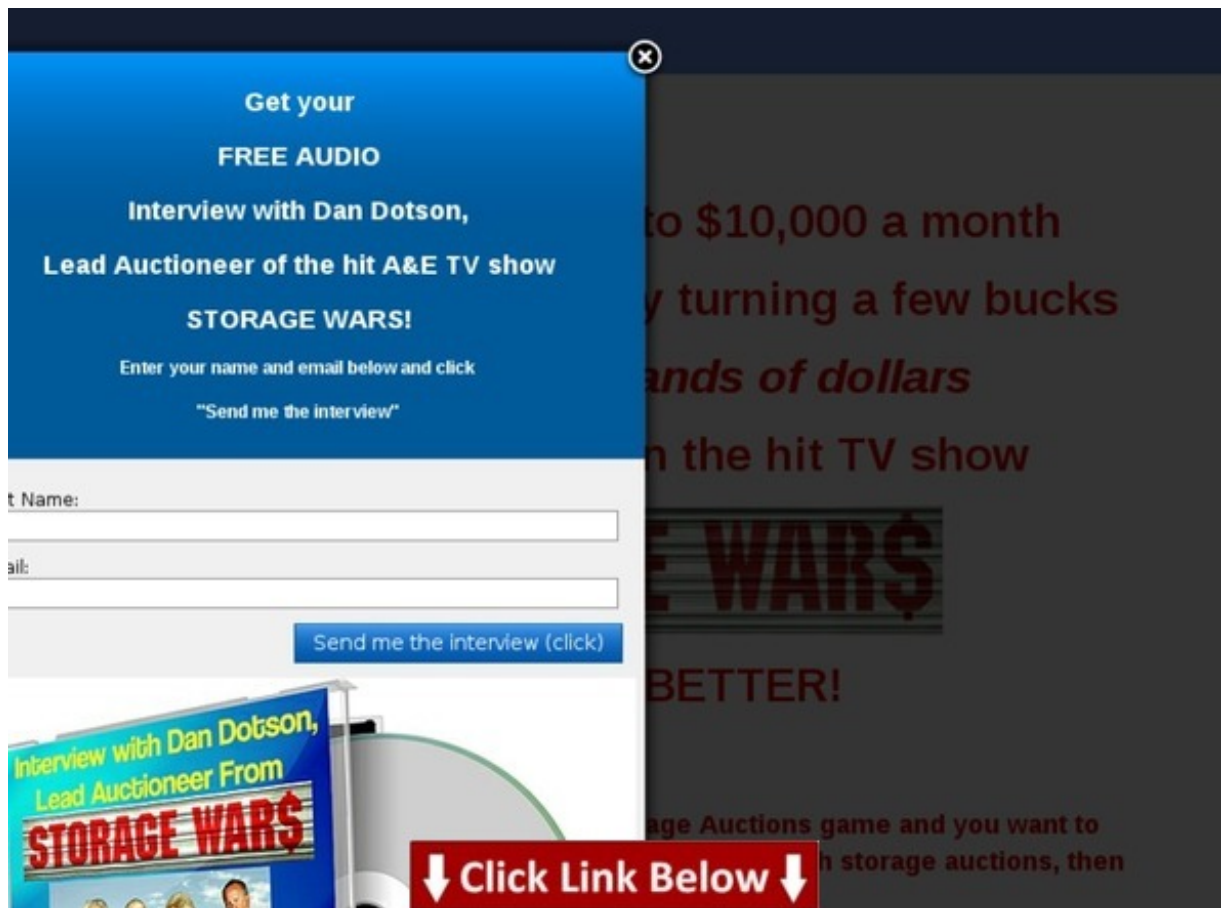 Get your
FREE AUDIO
Interview with Dan Dotson,
Lead Auctioneer of the hit A&E TV show
STORAGE WARS!
Enter your name and email below and click
"Send me the interview"
t Name:
ail:
Send me the interview (click)
Interview with Dan Dotson,
Lead Auctioneer From
STORAGE WAR$
to $10,000 a month
y turning a few bucks
ands of dollars
n the hit TV show
E WAR$
BETTER!
age Auctions game and you want to
h storage auctions, then
Click Link Below